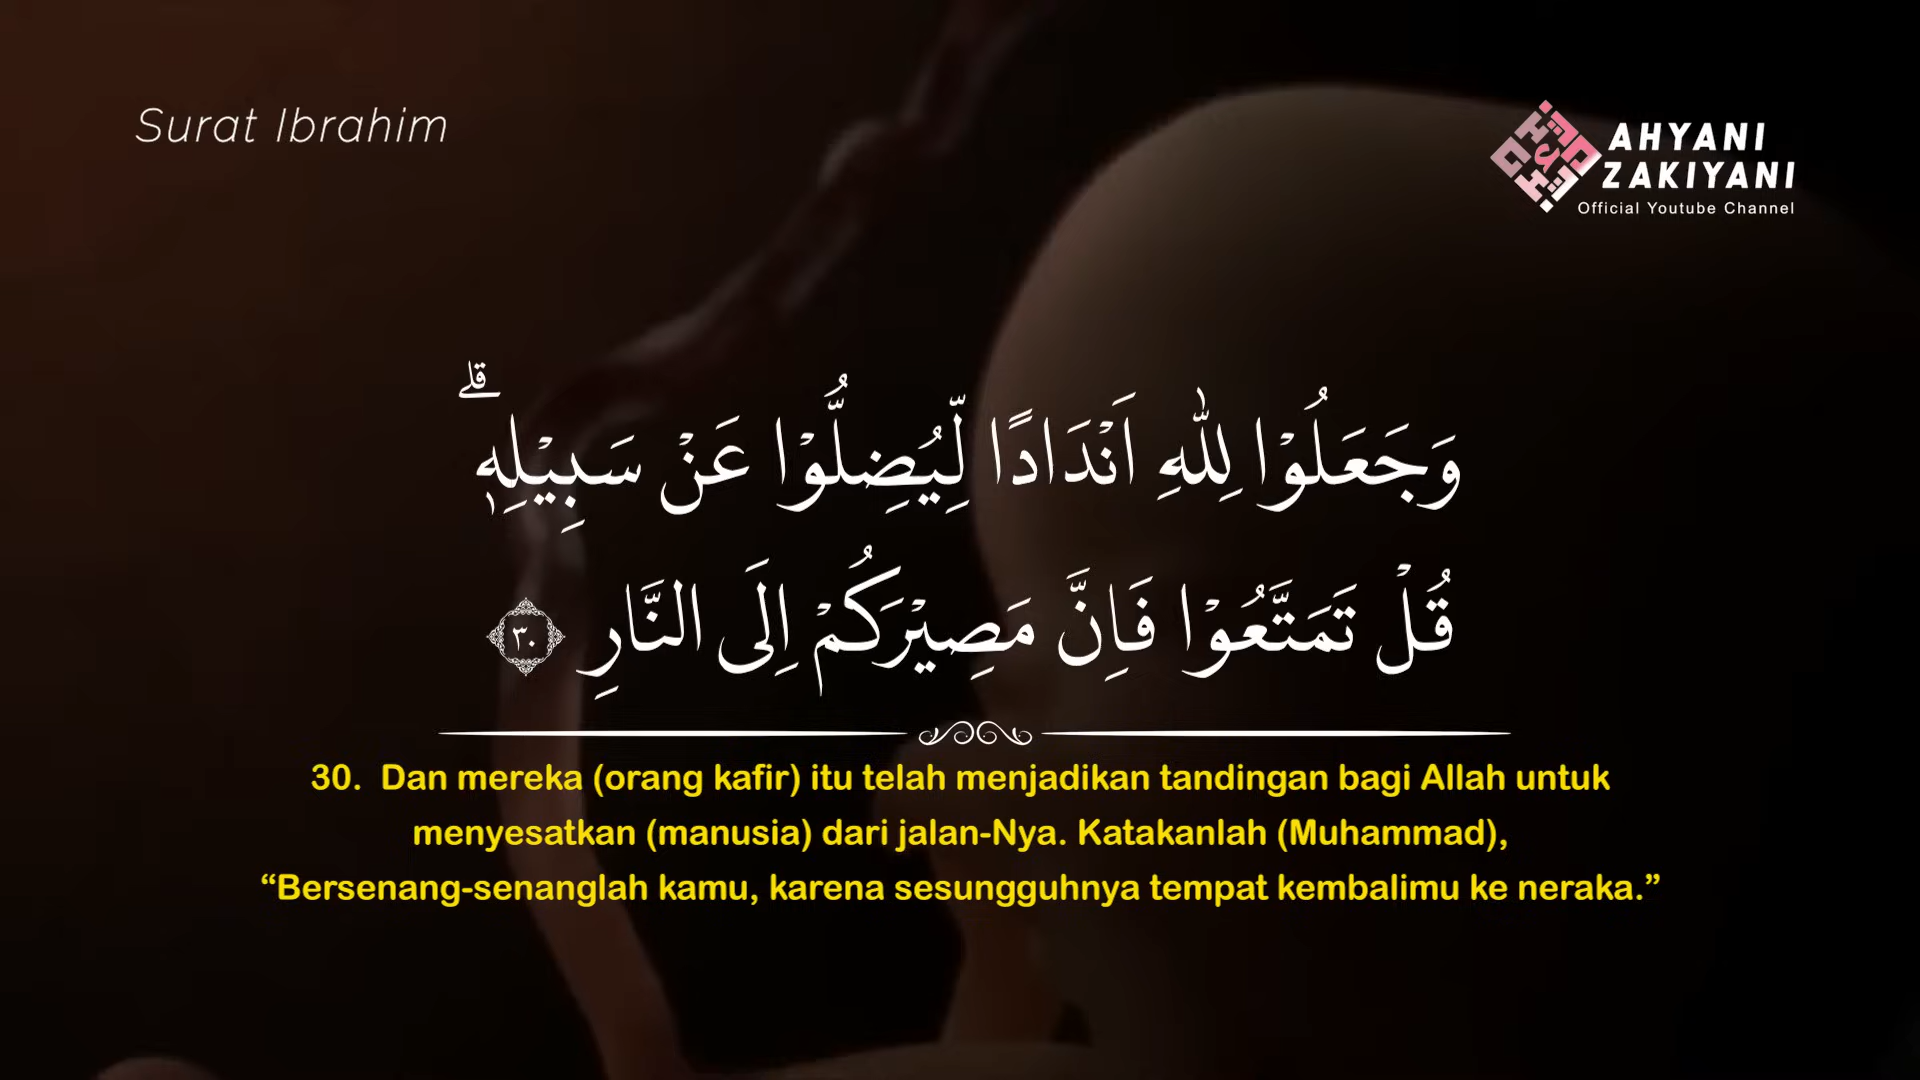 Surat Ibrahim
AHYANI
ZAKIYANI
Official Youtube Channel
وَجَعَلُوْا لِلّٰهِ اَنْدَادًا لِّيُضِلُّوْا عَنْ سَبِيْلِهٖۗ
قُلْ تَمَتَّعُوْا فَاِنَّ مَصِيْرَكُمْ اِلَى النَّارِ ٣٠
30.  Dan mereka (orang kafir) itu telah menjadikan tandingan bagi Allah untuk
menyesatkan (manusia) dari jalan-Nya. Katakanlah (Muhammad),
“Bersenang-senanglah kamu, karena sesungguhnya tempat kembalimu ke neraka.”